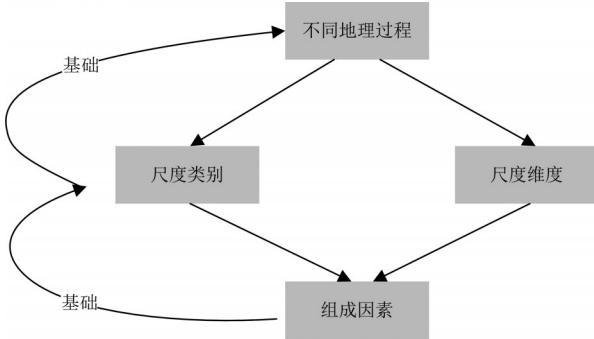 不同地理过程
基础
尺度类别
尺度维度
基础
组成因素